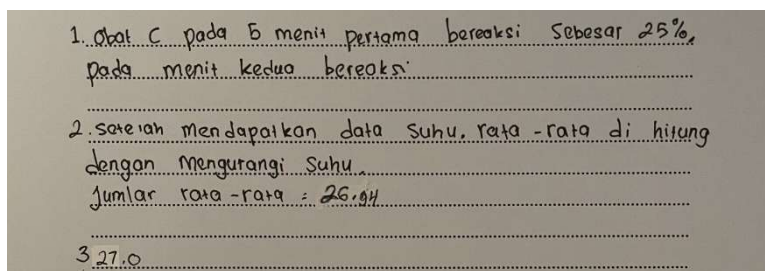 1. Obat C pada 5 menit pertama bereaksi sebesar 25%,
pada menit kedua bereaksi
2. setelah mendapatkan data suhu, rata-rata di hitung
dengan mengurangi suhu.
jumlar rata-rata = 26.94
3 27.0